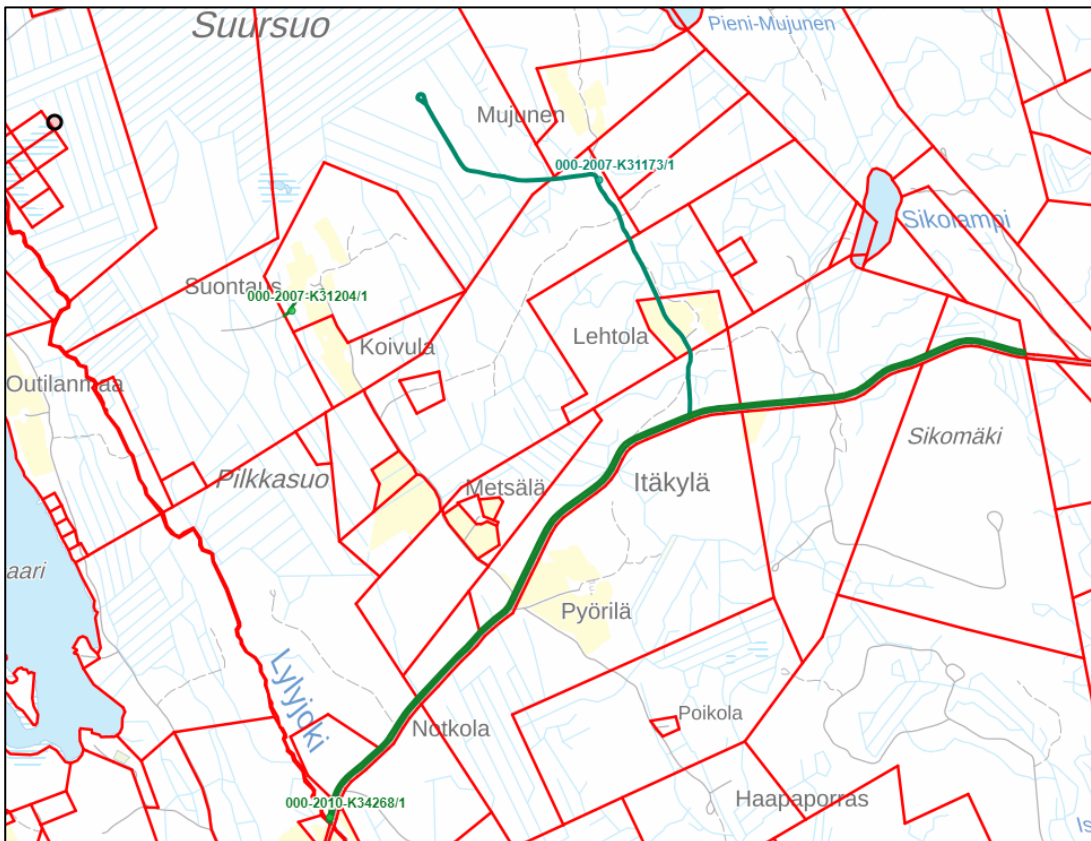 Suursuo
Pieni-Mujunen
Mujunen
000-2007-K31173/1
Sikolampi
Suontaus
000-2007-K31204/1
Koivula
Lehtola
Outilanmaa
Sikomäki
Pilkkasuo
Metsälä
Itäkylä
aari
Pyörilä
Lylyjoki
Notkola
Poikola
000-2010-K34268/1
Haapaporras
Is